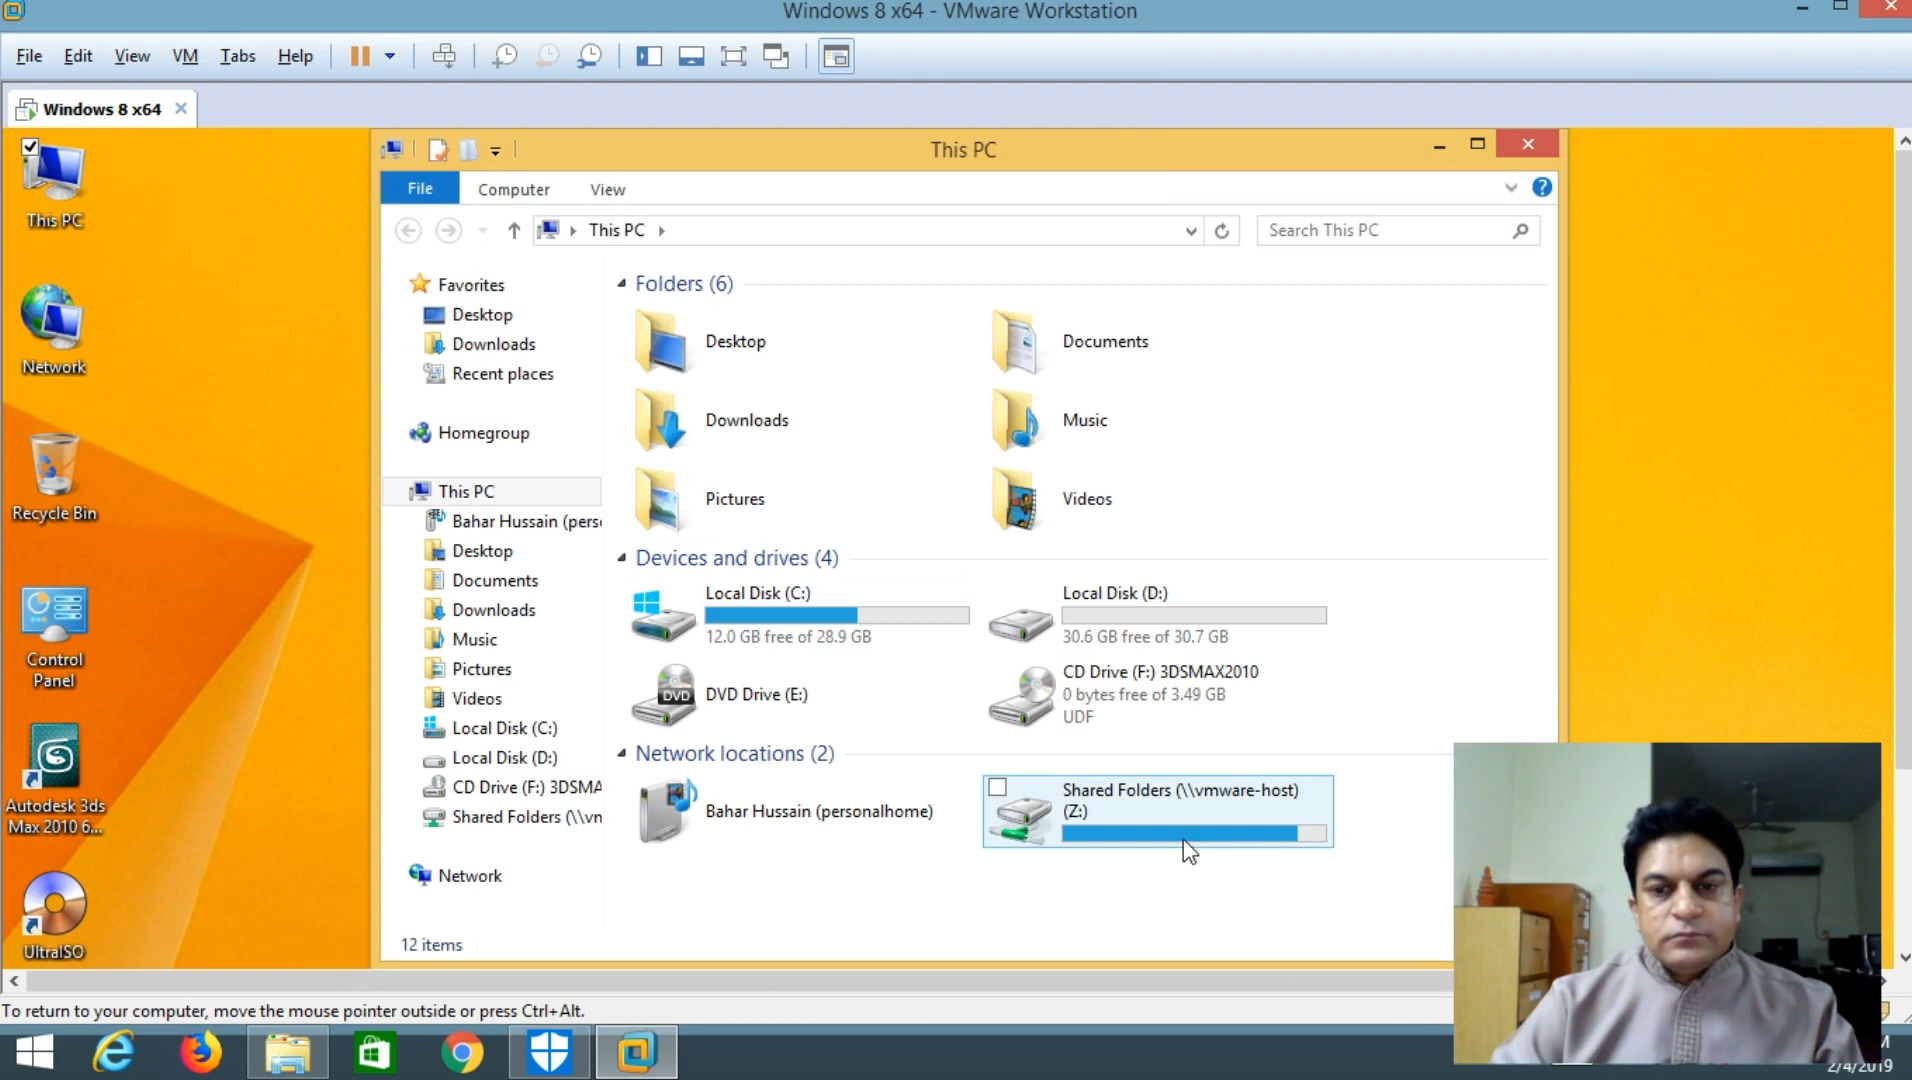 Windows 8 x64 - VMware Workstation
File Edit View VM Tabs Help
Windows 8 x64
This PC
This PC
File Computer View
This PC
Search This PC
Network
Recycle Bin
Control
Panel
Autodesk 3ds
Max 2010 6...
UltraISO
Favorites
Desktop
Downloads
Recent places
Homegroup
This PC
Bahar Hussain (pers
Desktop
Documents
Downloads
Music
Pictures
Videos
Local Disk (C:)
Local Disk (D:)
CD Drive (F:) 3DSMA
Shared Folders (\\vn
Network
Folders (6)
Desktop
Documents
Downloads
Music
Pictures
Videos
Devices and drives (4)
Local Disk (C:)
12.0 GB free of 28.9 GB
Local Disk (D:)
30.6 GB free of 30.7 GB
DVD
DVD Drive (E:)
CD Drive (F:) 3DSMAX2010
0 bytes free of 3.49 GB
UDF
Network locations (2)
Bahar Hussain (personalhome)
Shared Folders (\\vmware-host)
(Z:)
12 items
To return to your computer, move the mouse pointer outside or press Ctrl+Alt.
2/4/2019